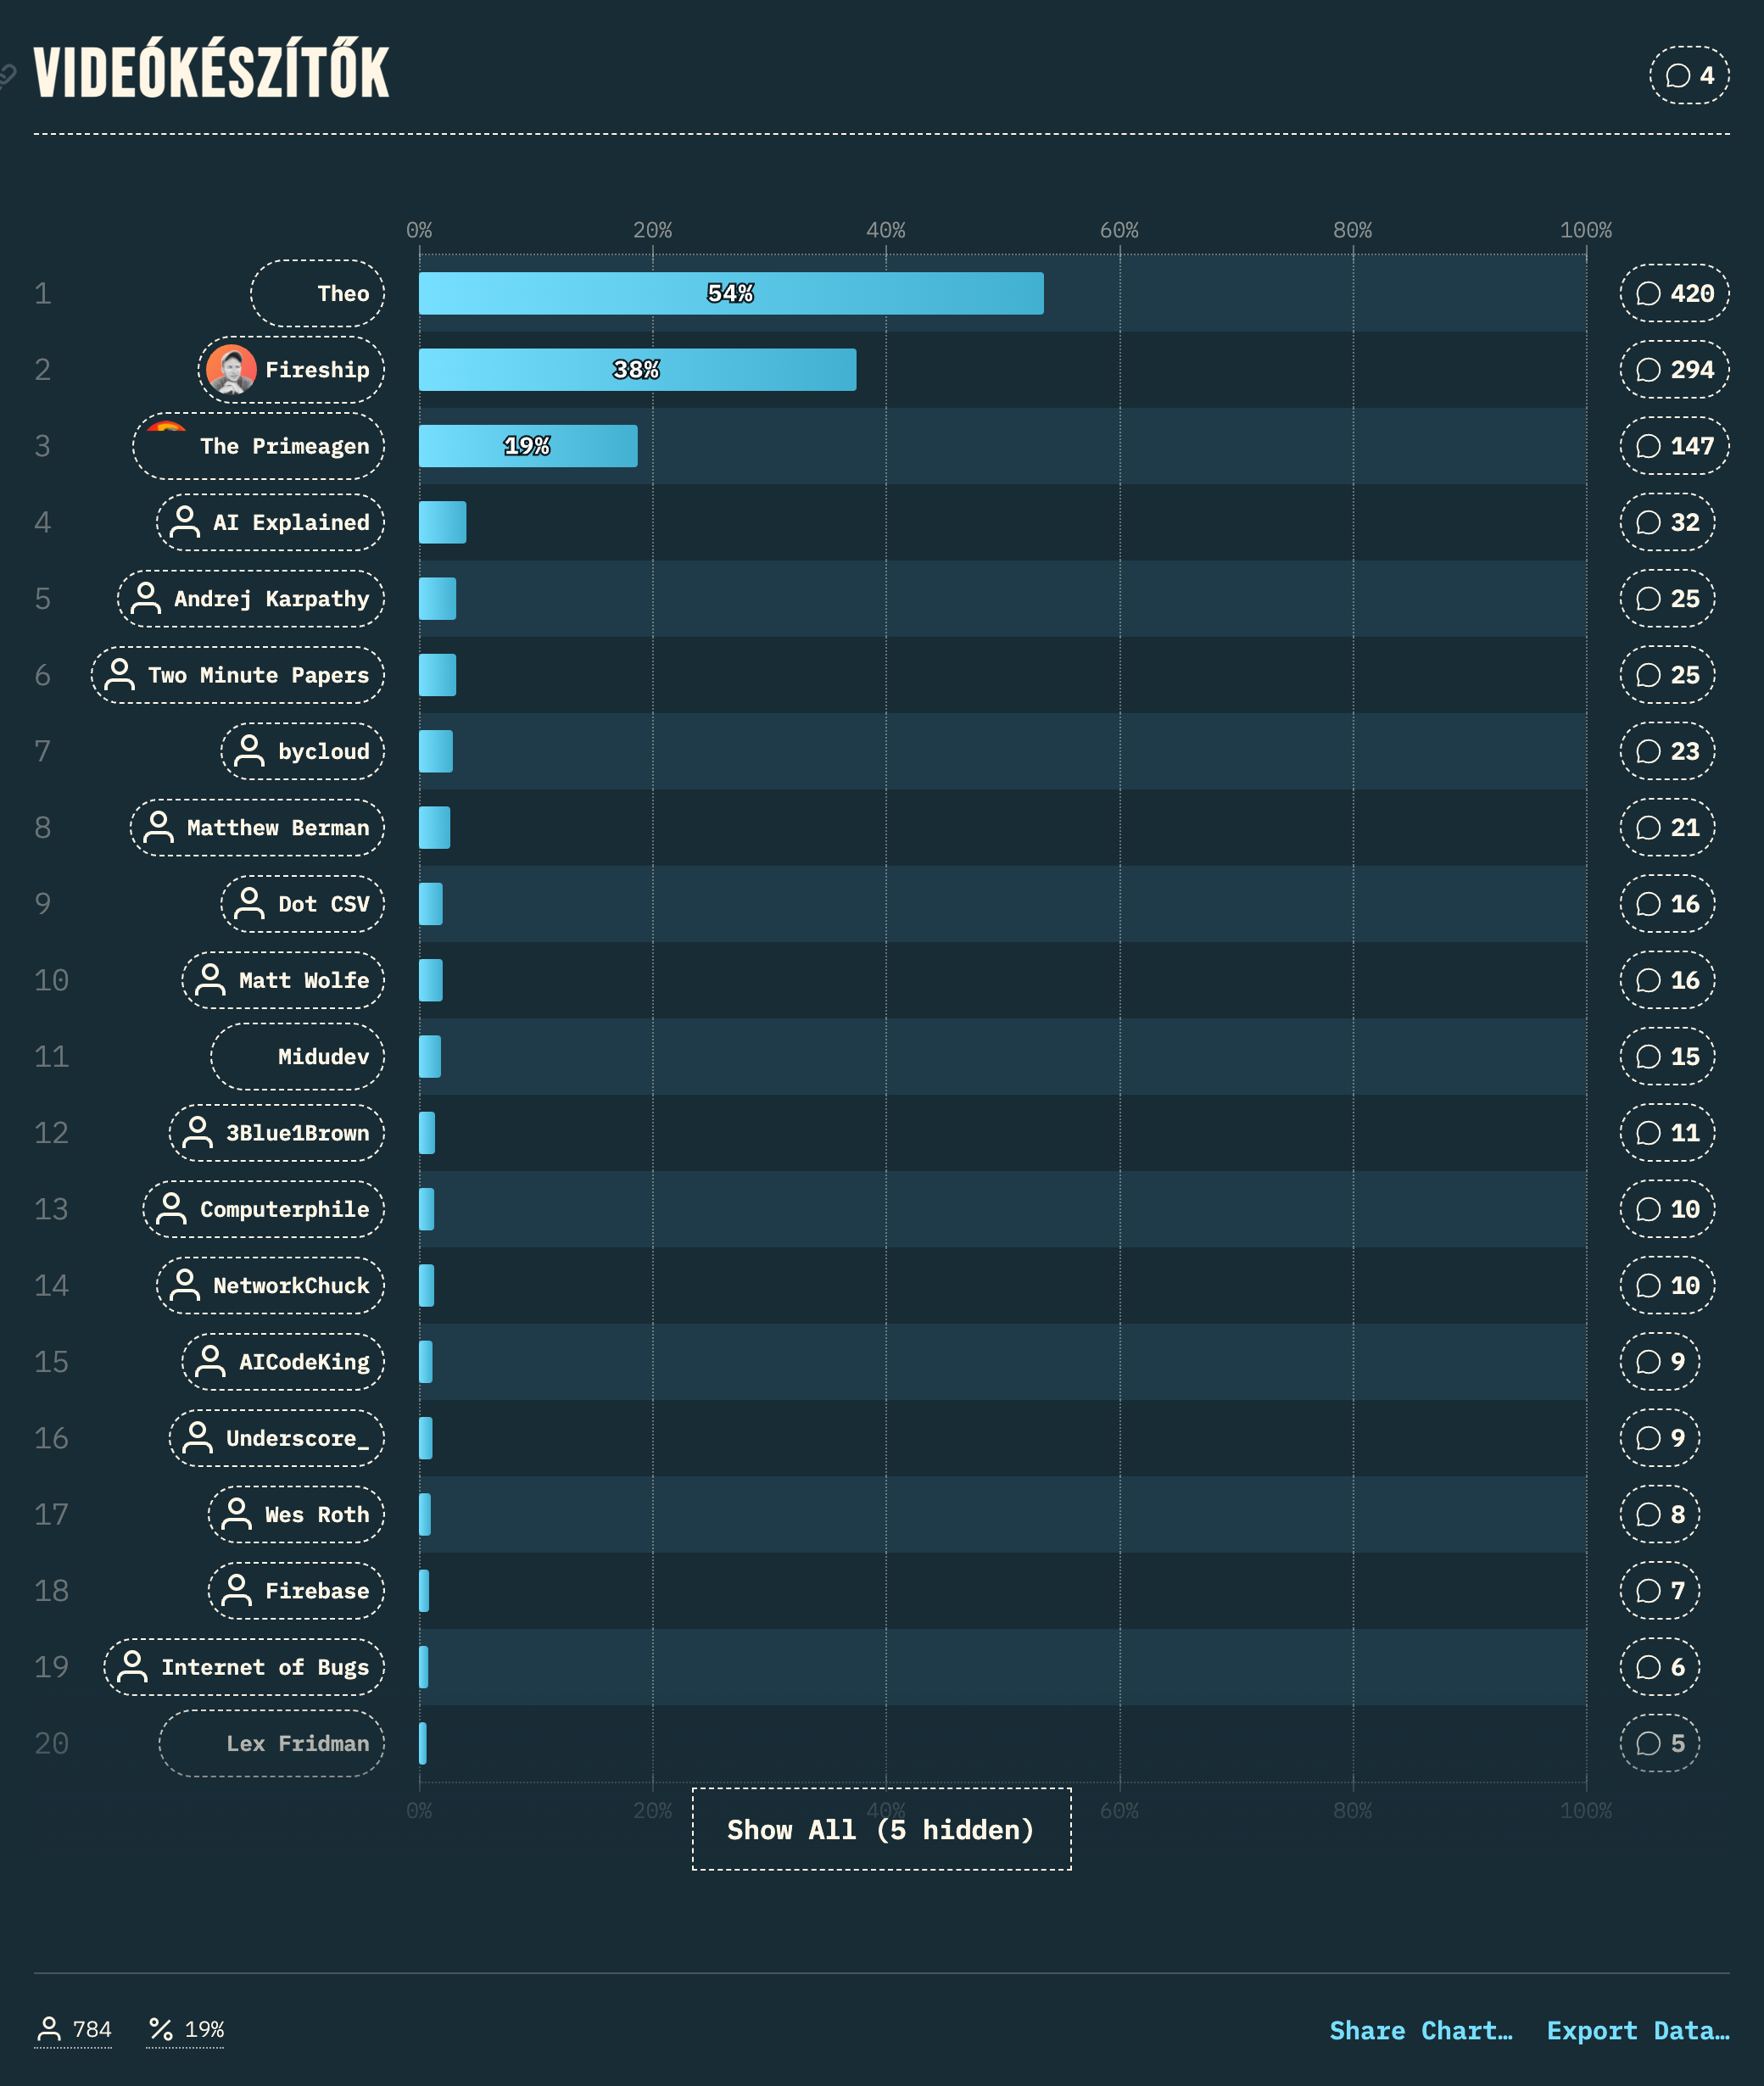 VIDEÓKÉSZÍTŐK
4
0% 20% 40% 60% 80% 100%
1 Theo 54% 420
2 Fireship 38% 294
3 The Primeagen 19% 147
4 AI Explained 32
5 Andrej Karpathy 25
6 Two Minute Papers 25
7 bycloud 23
8 Matthew Berman 21
9 Dot CSV 16
10 Matt Wolfe 16
11 Midudev 15
12 3Blue1Brown 11
13 Computerphile 10
14 NetworkChuck 10
15 AICodeKing 9
16 Underscore_ 9
17 Wes Roth 8
18 Firebase 7
19 Internet of Bugs 6
20 Lex Fridman 5
0% 20% 40% 60% 80% 100%
Show All (5 hidden)
784 19% Share Chart… Export Data…